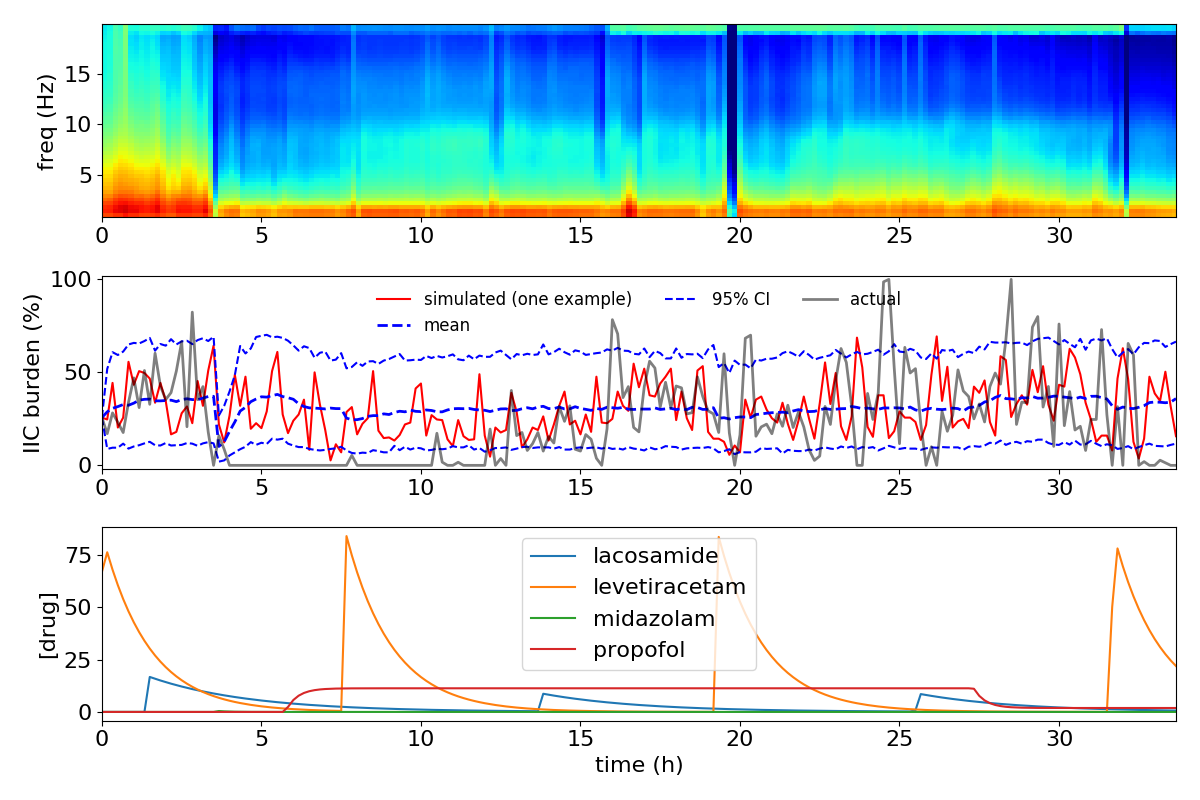 freq (Hz)
15
10
5
0 5 10 15 20 25 30
IIC burden (%)
100
50
0
simulated (one example) 95% CI actual
mean
0 5 10 15 20 25 30
[drug]
75
50
25
0
lacosamide
levetiracetam
midazolam
propofol
0 5 10 15 20 25 30
time (h)